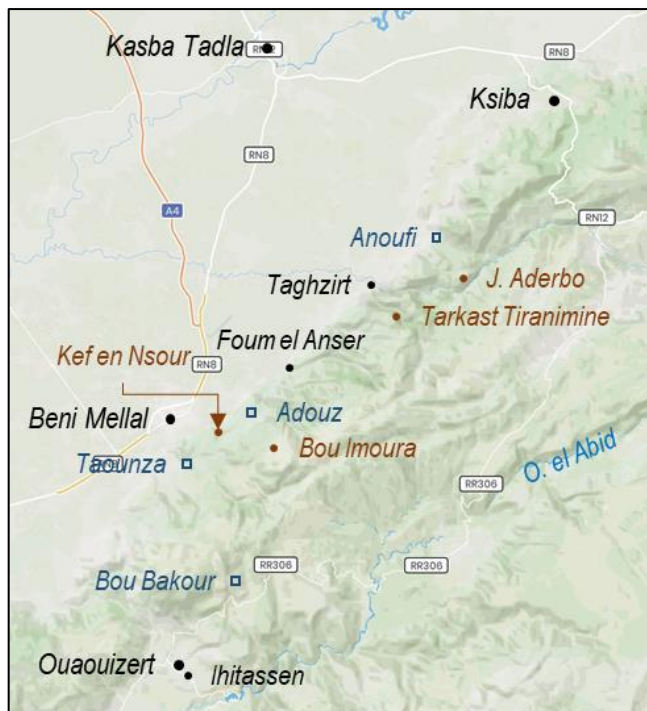 Kasba Tadla
RN8
Ksiba
RN8
A4
RN12
Anoufi
Taghzirt
J. Aderbo
Tarkast Tiranimine
Foum el Anser
Kef en Nsour
RN8
Beni Mellal
Adouz
Bou Imoura
Taounza
O. el Abid
RR306
Bou Bakour
RR306
RR306
Ouaouizert
Ihitassen